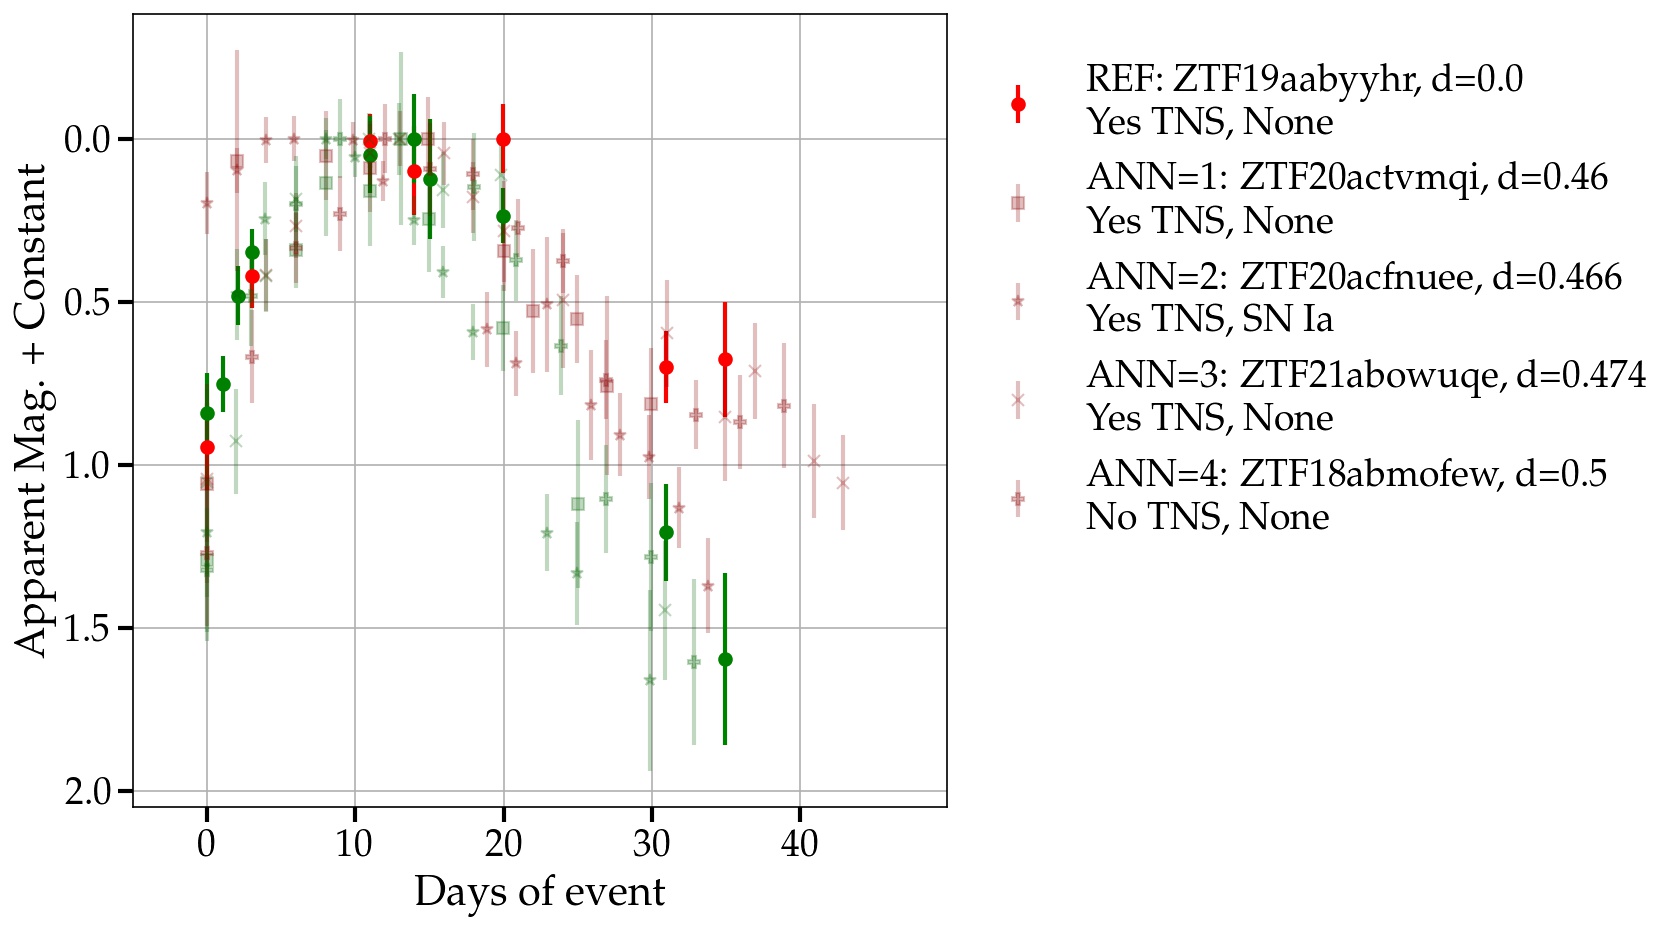 0.0
0.5
1.0
1.5
2.0
Apparent Mag. + Constant
0
10
20
30
40
Days of event
REF: ZTF19aabyyhr, d=0.0
Yes TNS, None
ANN=1: ZTF20actvmqi, d=0.46
Yes TNS, None
ANN=2: ZTF20acfnuee, d=0.466
Yes TNS, SN Ia
ANN=3: ZTF21abowuqe, d=0.474
Yes TNS, None
ANN=4: ZTF18abmofew, d=0.5
No TNS, None